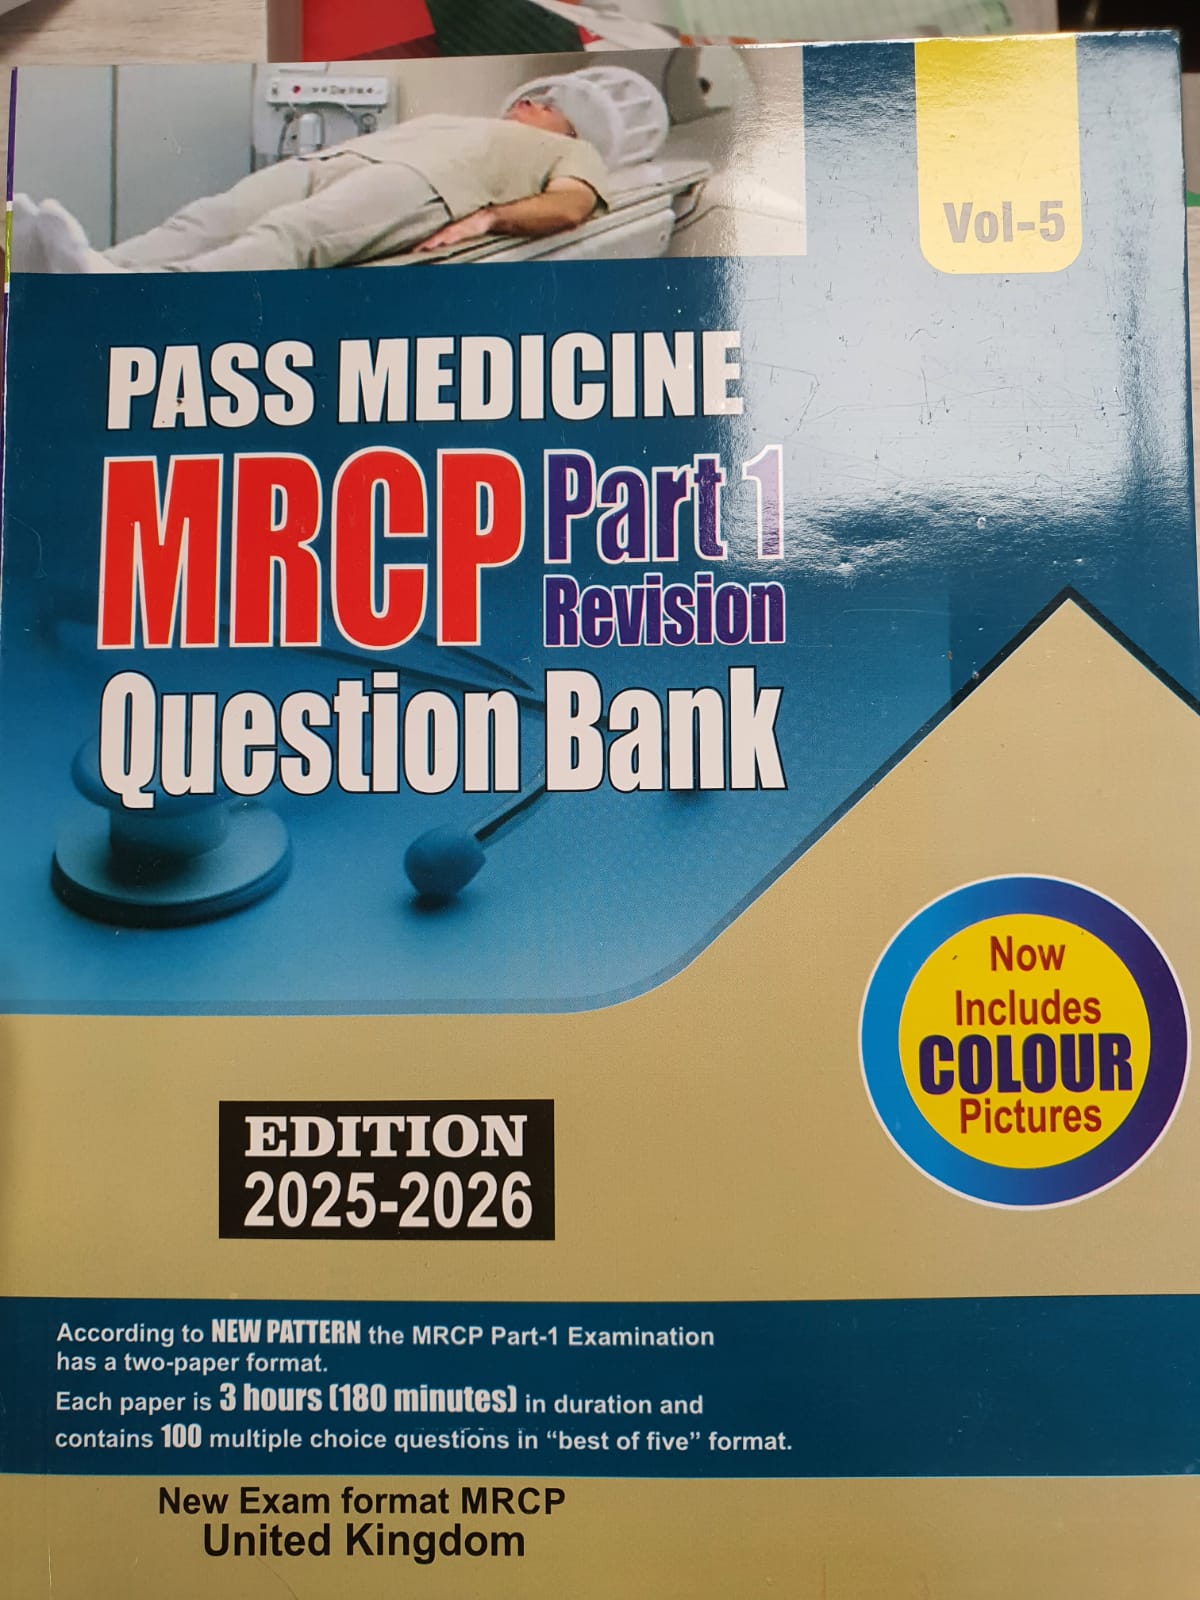 Vol-5
PASS MEDICINE
MRCP Part 1
Revision
Question Bank
Now
Includes
COLOUR
Pictures
EDITION
2025-2026
According to NEW PATTERN the MRCP Part-1 Examination
has a two-paper format.
Each paper is 3 hours (180 minutes) in duration and
contains 100 multiple choice questions in “best of five” format.
New Exam format MRCP
United Kingdom